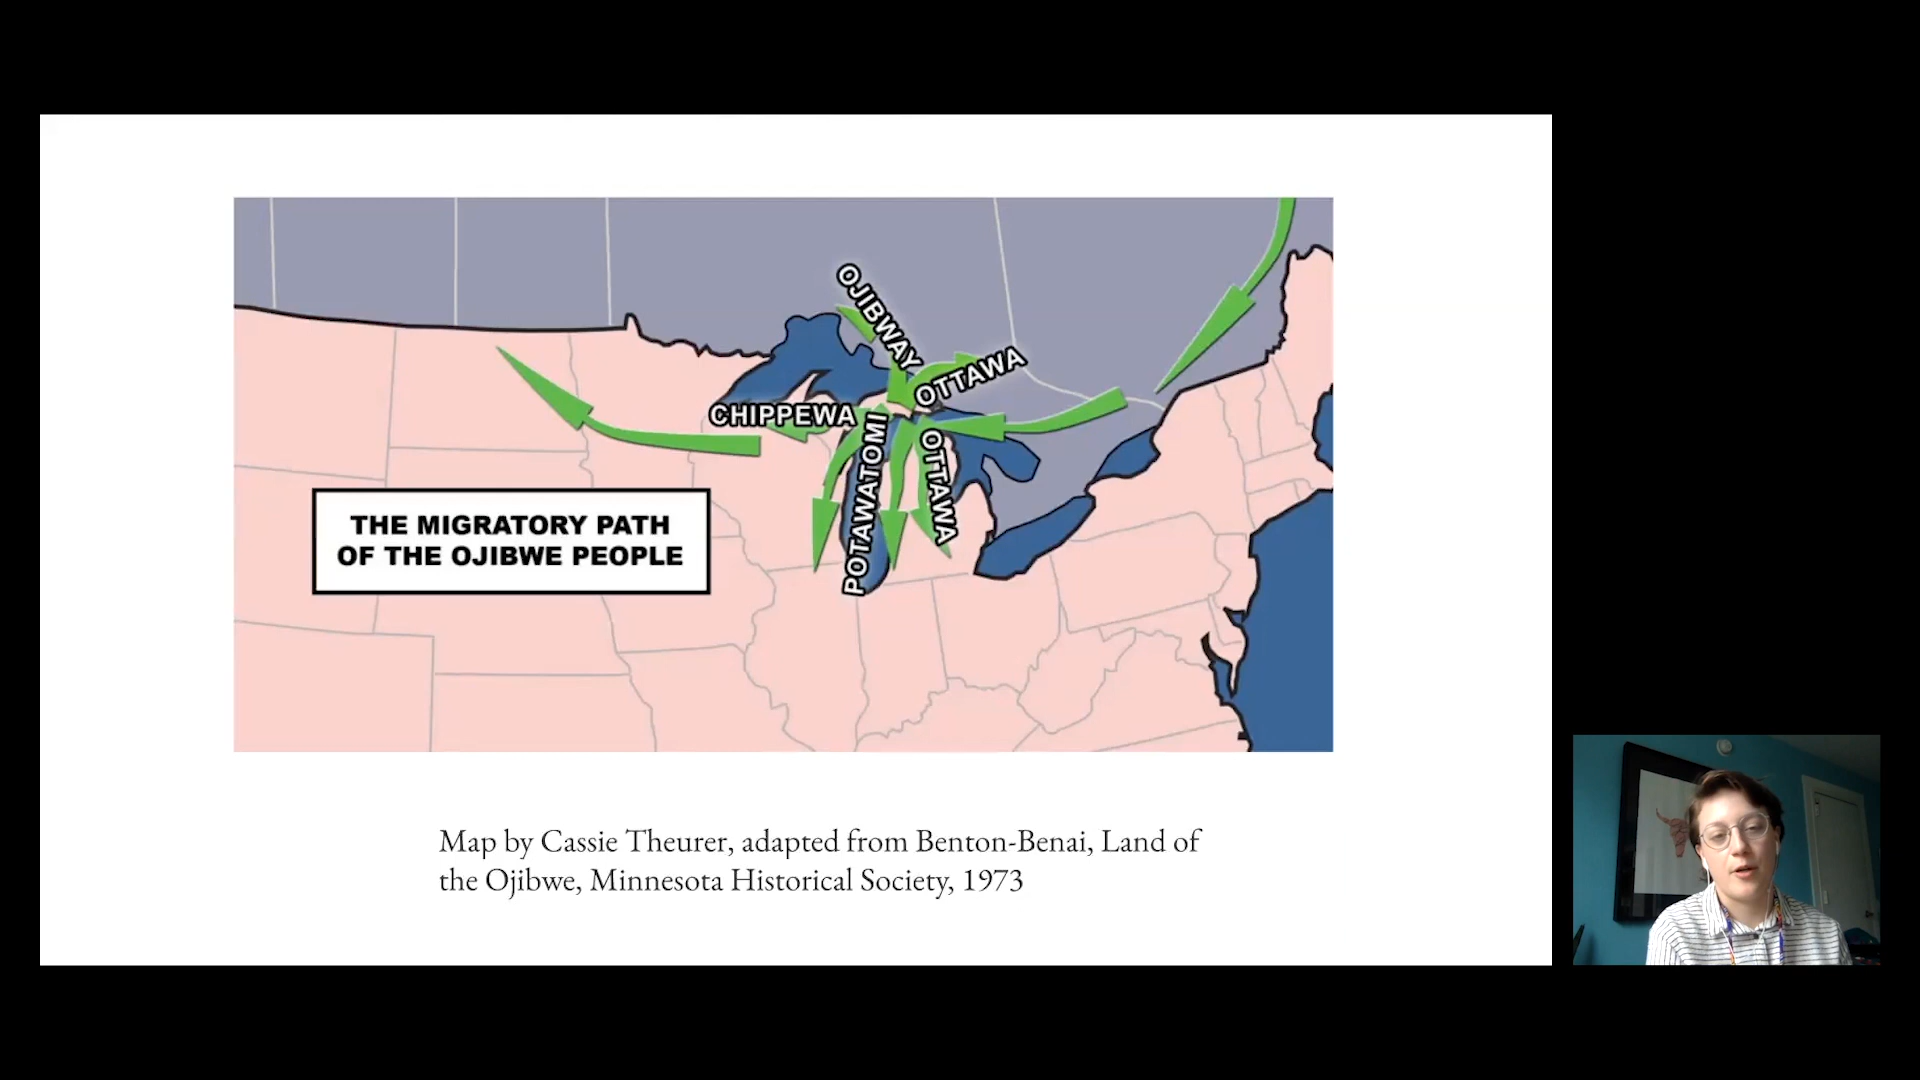 OJIBWAY
OTTAWA
CHIPPEWA
POTAWATOMI
OTTAWA
THE MIGRATORY PATH
OF THE OJIBWE PEOPLE
Map by Cassie Theurer, adapted from Benton-Benai, Land of
the Ojibwe, Minnesota Historical Society, 1973